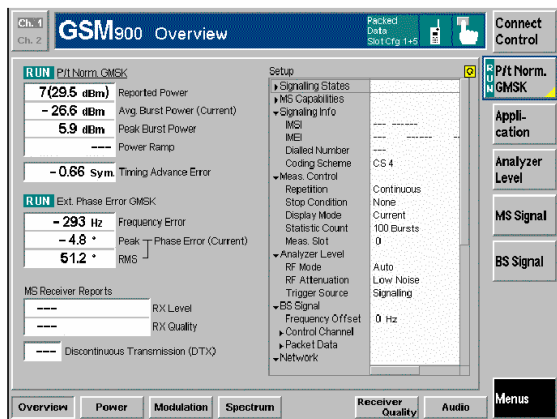 Ch. 1
Ch. 2
GSM900 Overview
Packed
Data
Slot Cfg 1+5
Connect
Control
RUN P/t Norm. GMSK
7(29.5 dBm) Reported Power
- 26.6 dBm Avg. Burst Power (Current)
5.9 dBm Peak Burst Power
--- Power Ramp
- 0.66 Sym. Timing Advance Error
RUN Ext. Phase Error GMSK
- 293 Hz Frequency Error
- 4.8 ° Peak Phase Error (Current)
51.2 ° RMS
MS Receiver Reports
--- RX Level
--- RX Quality
--- Discontinuous Transmission (DTX)
Setup
Signalling States
MS Capabilities
Signaling Info
IMSI --- ------
IMEI ------ ------ ---
Dialled Number ---
Coding Scheme CS 4
Meas. Control
Repetition Continuous
Stop Condition None
Display Mode Current
Statistic Count 100 Bursts
Meas. Slot 0
Analyzer Level
RF Mode Auto
RF Attenuation Low Noise
Trigger Source Signalling
BS Signal
Frequency Offset 0 Hz
Control Channel
Packet Data
Network
RUN
P/t Norm.
GMSK
Appli-
cation
Analyzer
Level
MS Signal
BS Signal
Menus
Overview Power Modulation Spectrum Receiver Quality Audio